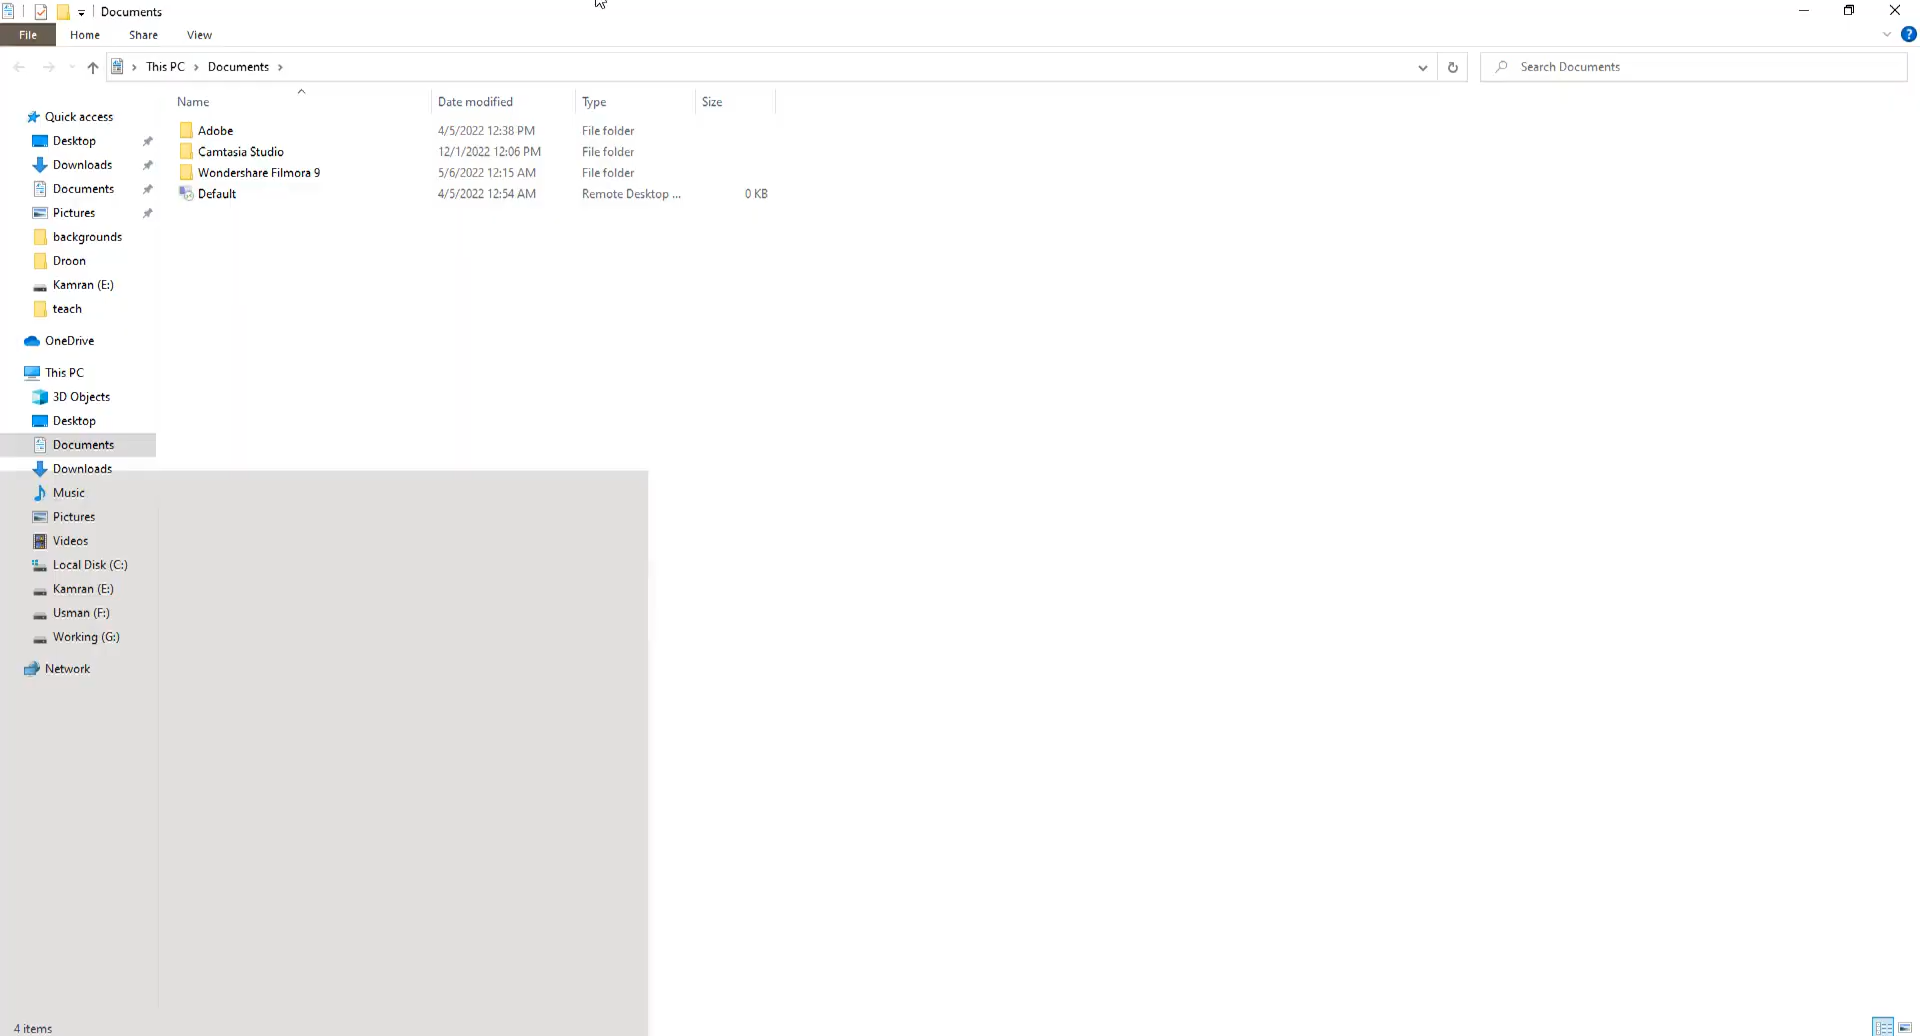 Documents
File Home Share View
This PC Documents Search Documents
Name Date modified Type Size
Adobe 4/5/2022 12:38 PM File folder
Camtasia Studio 12/1/2022 12:06 PM File folder
Wondershare Filmora 9 5/6/2022 12:15 AM File folder
Default 4/5/2022 12:54 AM Remote Desktop ... 0 KB
Quick access
Desktop
Downloads
Documents
Pictures
backgrounds
Droon
Kamran (E:)
teach
OneDrive
This PC
3D Objects
Desktop
Documents
Downloads
Music
Pictures
Videos
Local Disk (C:)
Kamran (E:)
Usman (F:)
Working (G:)
Network
4 items